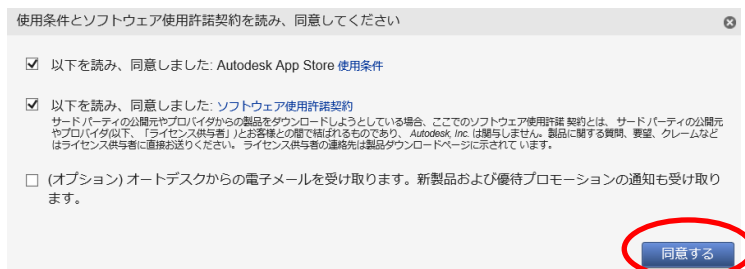 使用条件とソフトウェア使用許諾契約を読み、同意してください
以下を読み、同意しました: Autodesk App Store 使用条件
以下を読み、同意しました: ソフトウェア使用許諾契約
サード パーティの公開元やプロバイダからの製品をダウンロードしようとしている場合、ここでのソフトウェア使用許諾 契約とは、 サード パーティの公開元
やプロバイダ(以下、「ライセンス供与者」)とお客様との間で結ばれるものであり、 Autodesk, Inc. は関与しません。製品に関する質問、要望、クレームなど
はライセンス供与者に直接お送りください。 ライセンス供与者の連絡先は製品ダウンロードページに示されて います。
(オプション) オートデスクからの電子メールを受け取ります。新製品および優待プロモーションの通知も受け取り
ます。
同意する